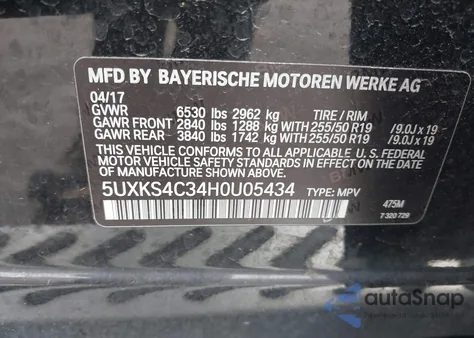 MFD BY BAYERISCHE MOTOREN WERKE AG
04/17
GVWR 6530 lbs 2962 kg TIRE / RIM
GAWR FRONT 2840 lbs 1288 kg WITH 255/50 R19 /9.0J x 19
GAWR REAR 3840 lbs 1742 kg WITH 255/50 R19 /9.0J x 19
THIS VEHICLE CONFORMS TO ALL APPLICABLE U. S. FEDERAL
MOTOR VEHICLE SAFETY AND THEFT PREVENTION STANDARDS
IN EFFECT ON THE DATE OF MANUFACTURE SHOWN ABOVE.
5UXKS4C34H0U05434 TYPE: MPV
475M
7 320 729
autoSnap